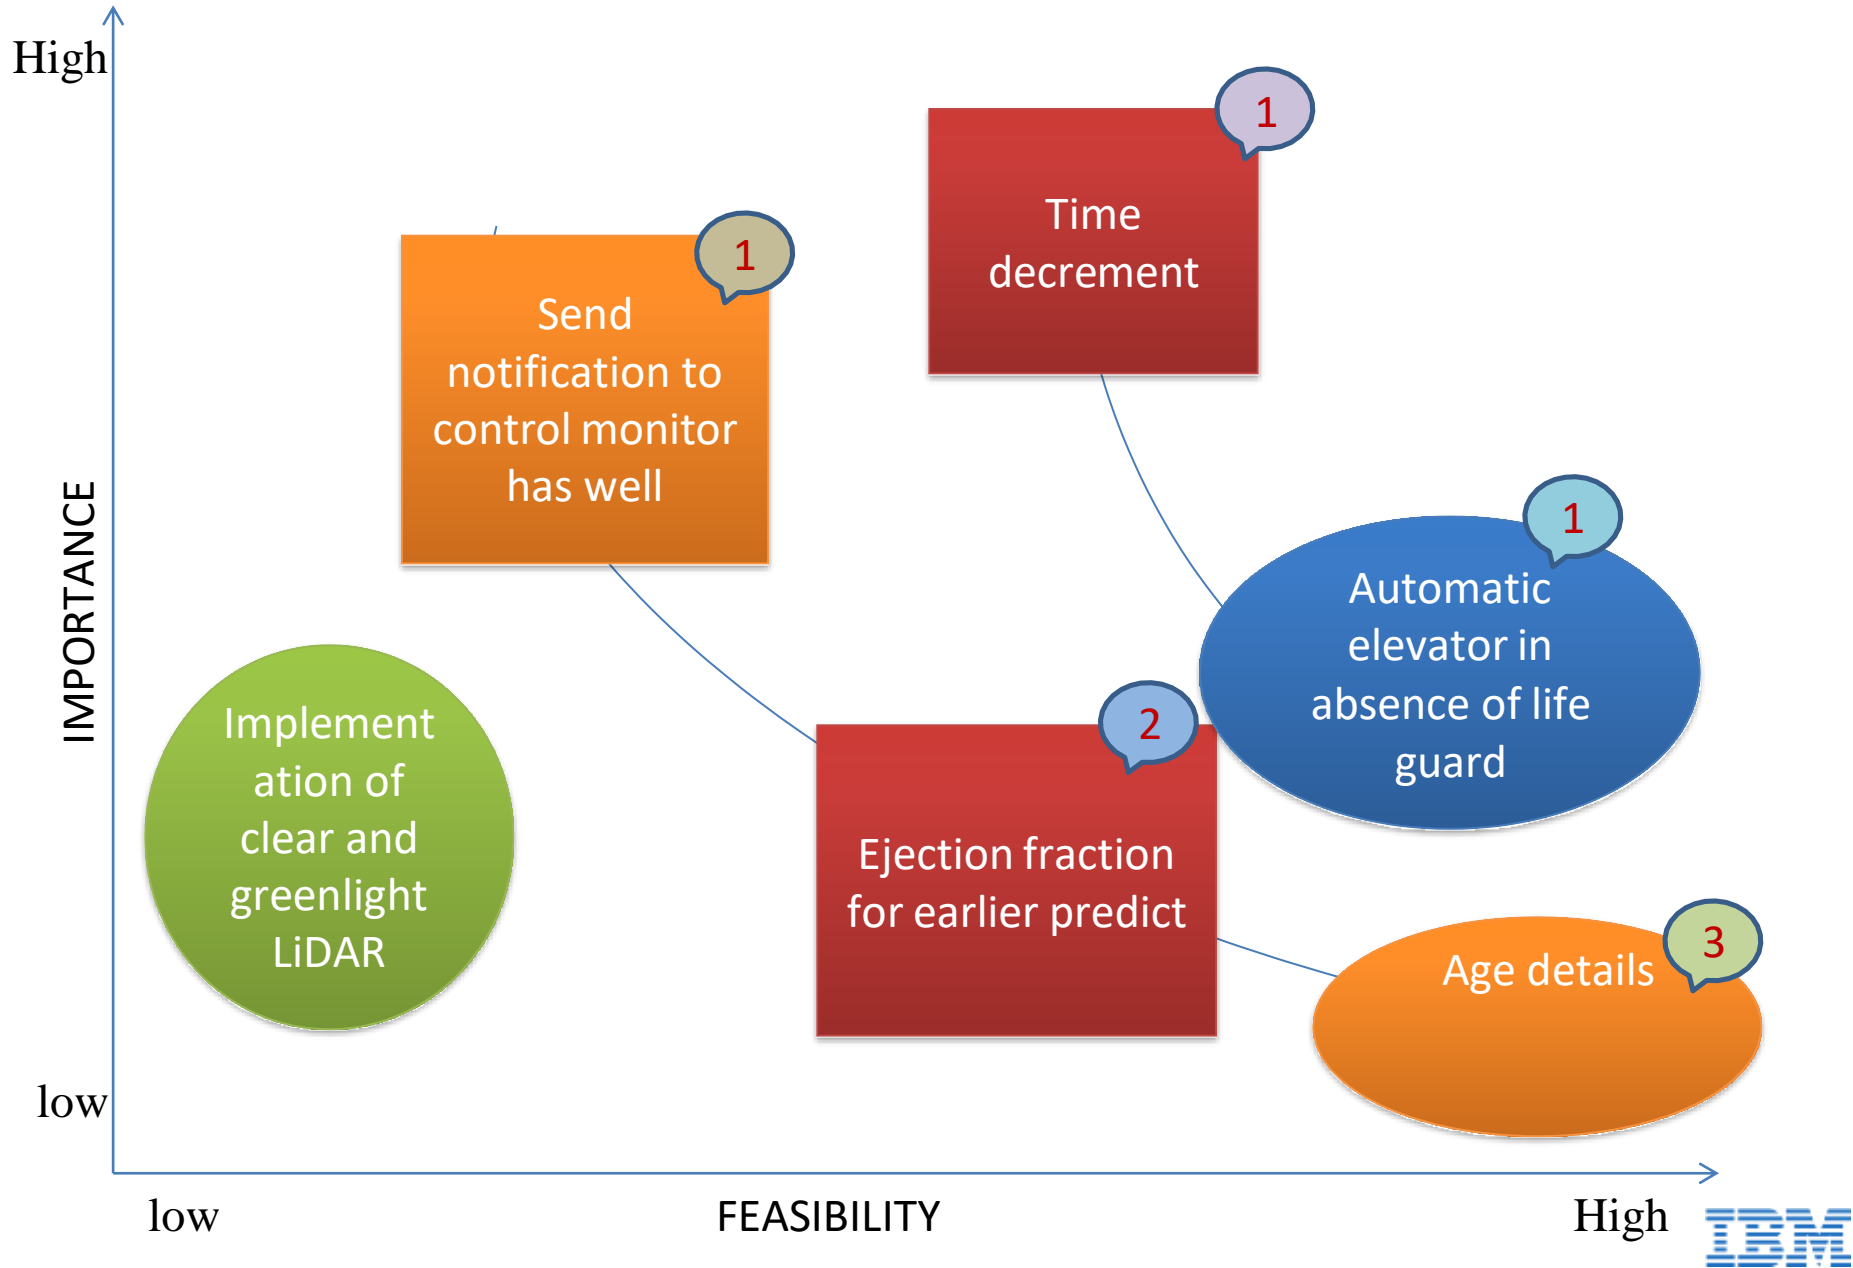 High
1
Time
decrement
1
Send
notification to
control monitor
has well
IMPORTANCE
1
Automatic
elevator in
absence of life
guard
Implement
ation of
clear and
greenlight
LiDAR
2
Ejection fraction
for earlier predict
3
Age details
low
low
FEASIBILITY
High
IBM